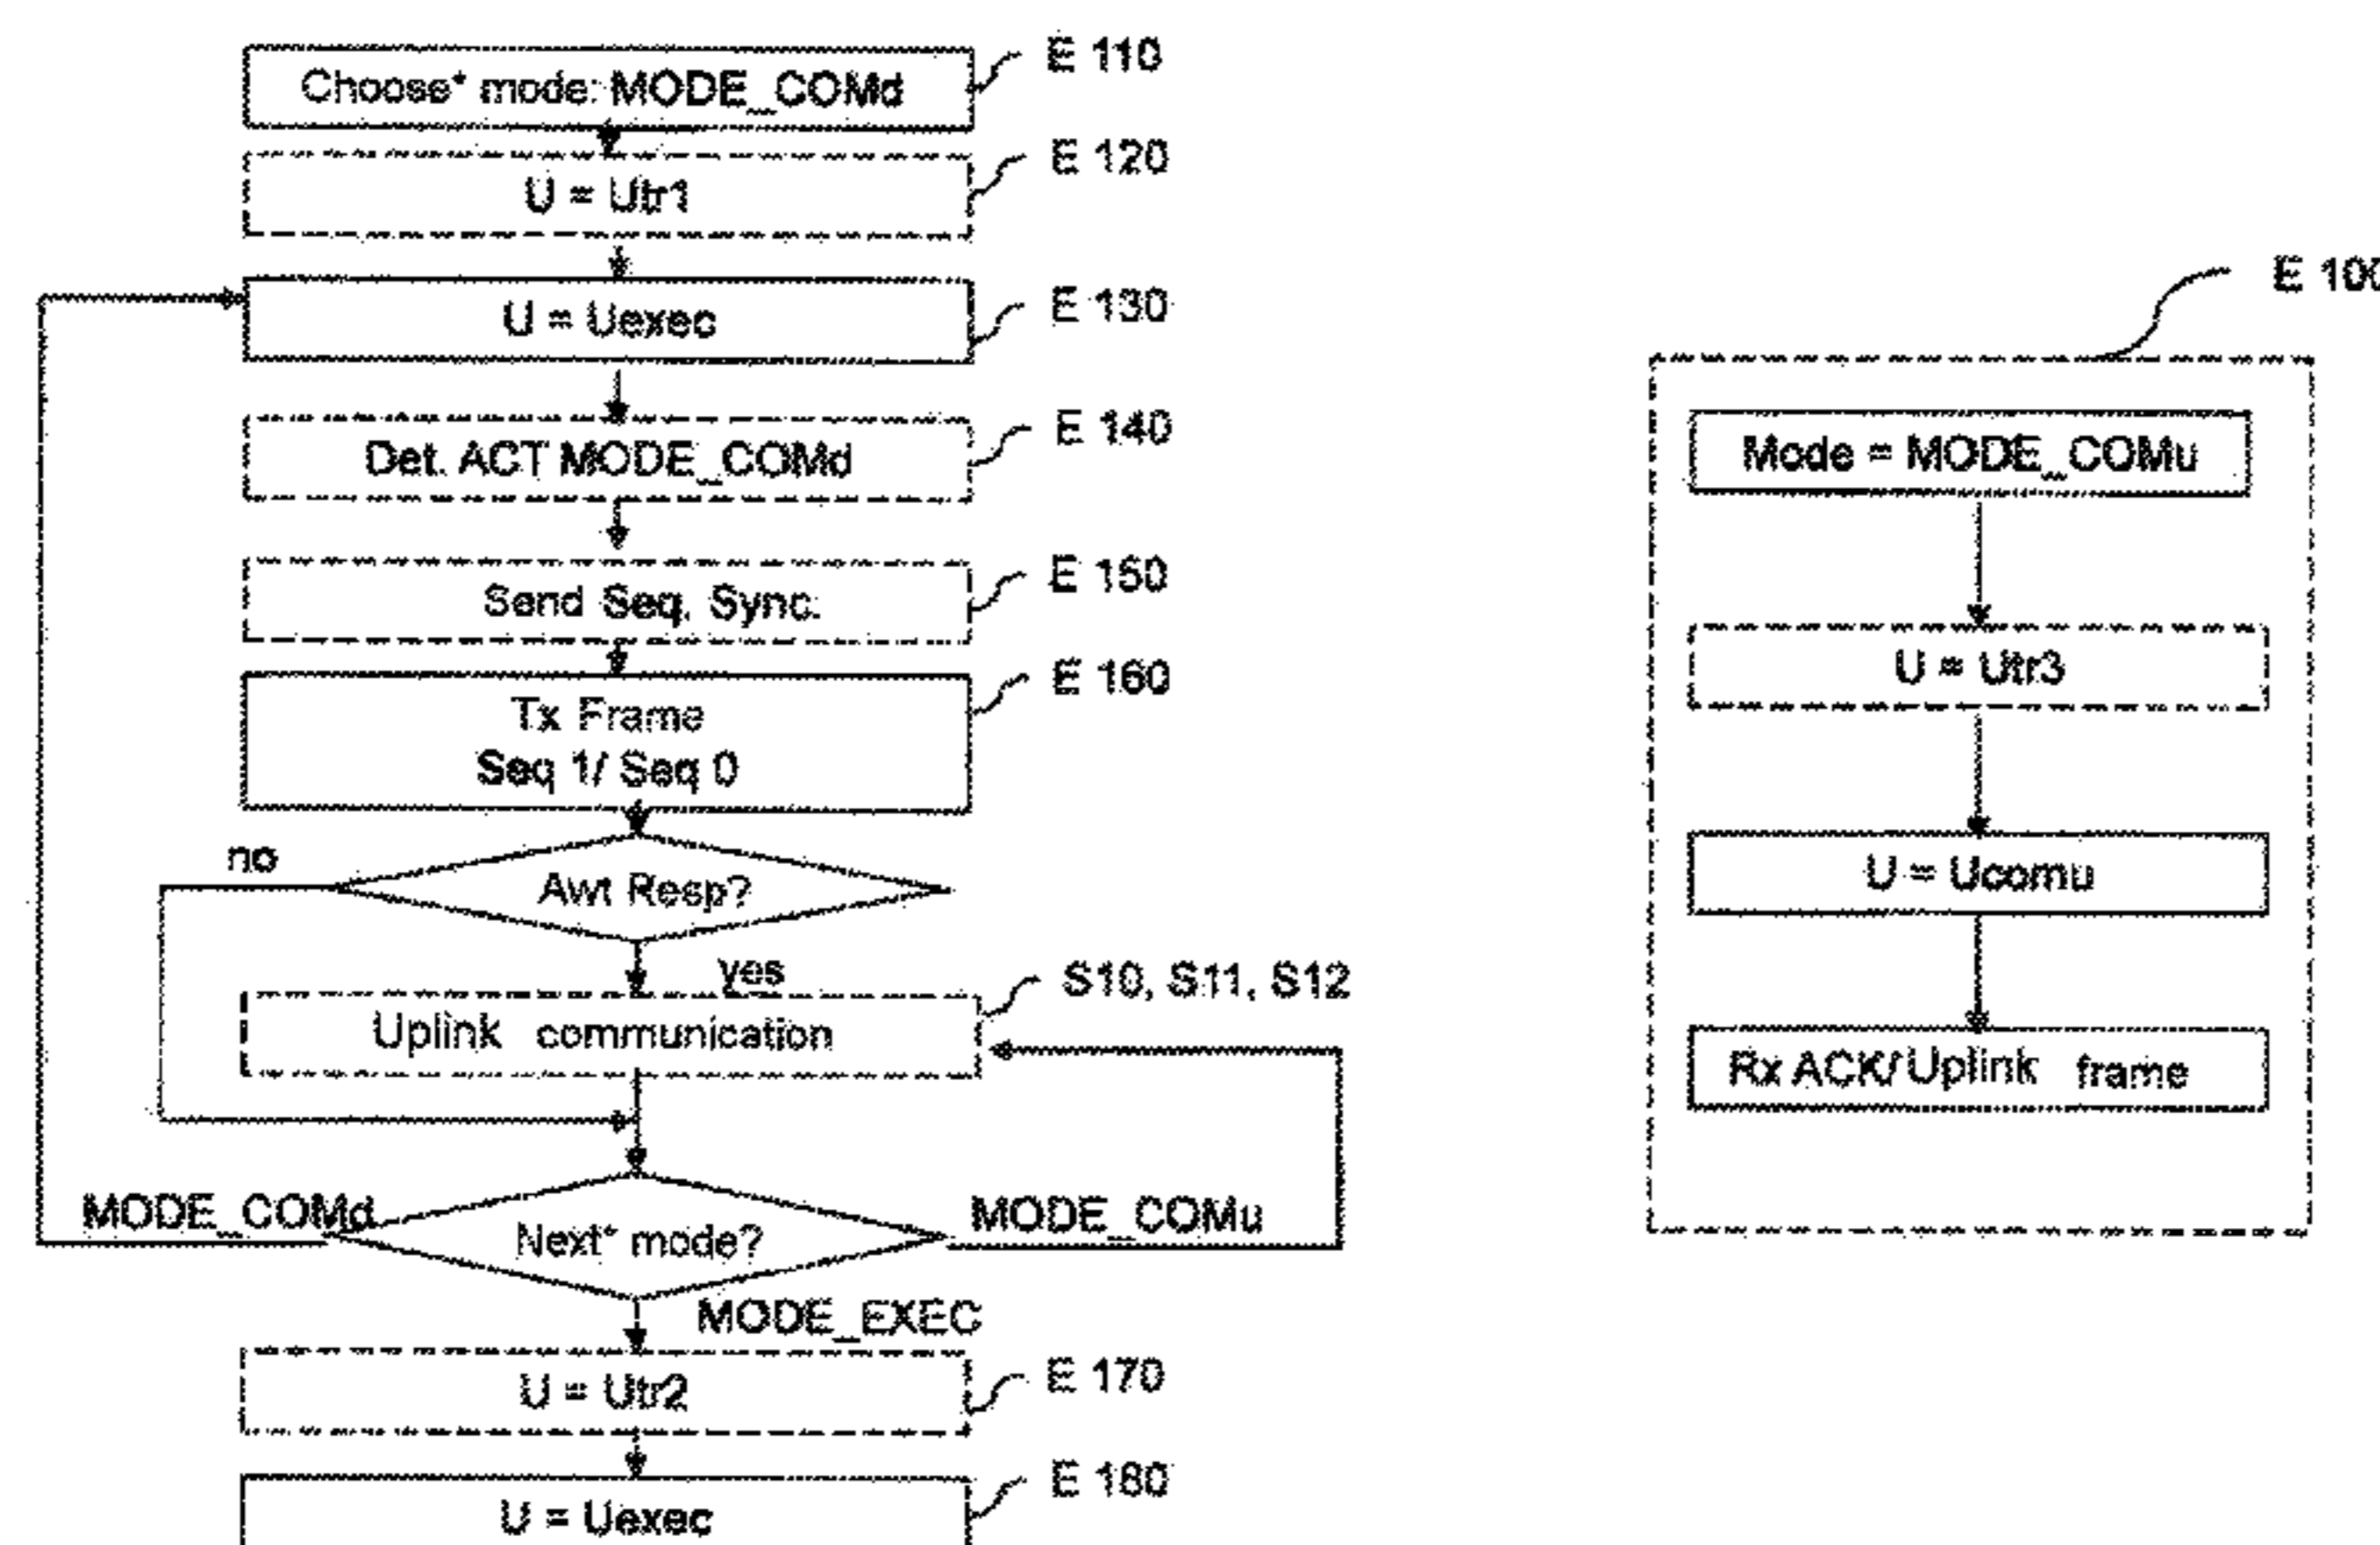 Choose* mode: MODE_COMd
E 110
U = Utr1
E 120
U = Uexec
E 130
Det. ACT MODE_COMd
E 140
Send Seq. Sync.
E 150
Tx Frame
Seq 1/ Seq 0
E 160
no
Awt Resp?
yes
S10, S11, S12
Uplink communication
MODE_COMd
Next* mode?
MODE_COMu
MODE_EXEC
U = Utr2
E 170
U = Uexec
E 180
E 100
Mode = MODE_COMu
U = Utr3
U = Ucomu
Rx ACK/Uplink frame